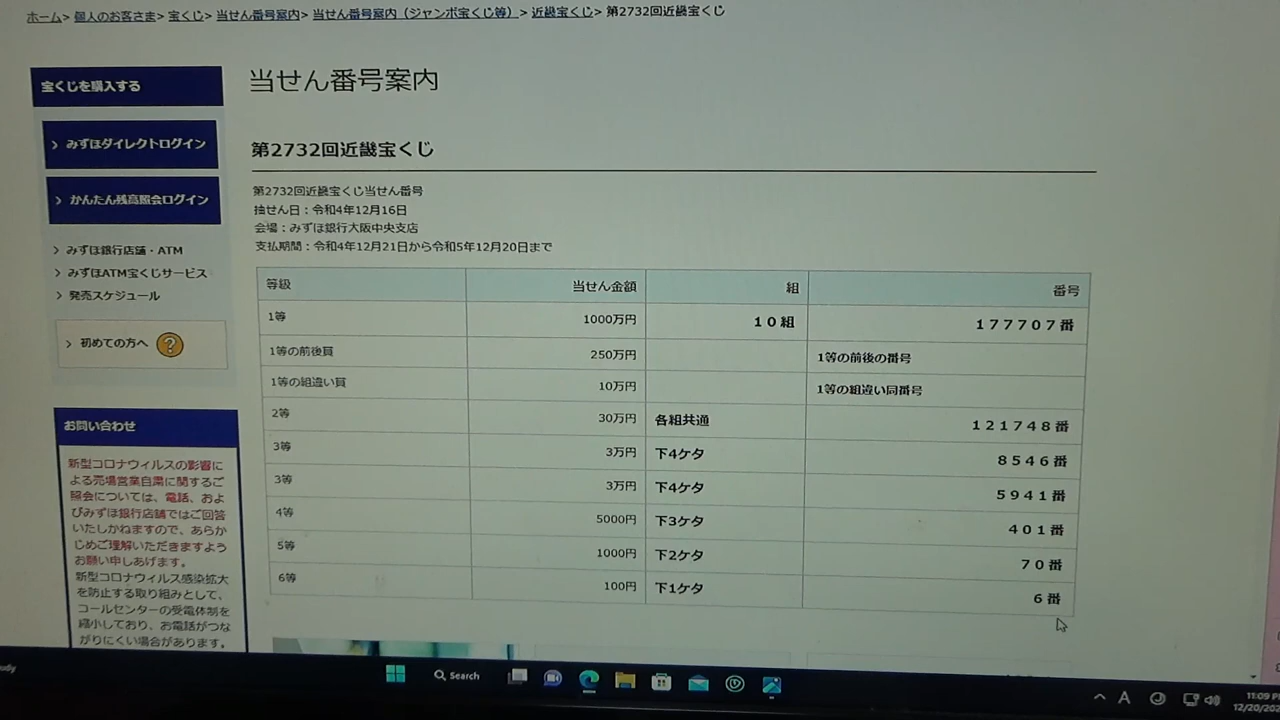 ホーム> 個人のお客さま> 宝くじ> 当せん番号案内> 当せん番号案内（ジャンボ宝くじ等）> 近畿宝くじ> 第2732回近畿宝くじ
宝くじを購入する
みずほダイレクトログイン
かんたん残高照会ログイン
みずほ銀行店舗・ATM
みずほATM宝くじサービス
発売スケジュール
初めての方へ ?
お問い合わせ
新型コロナウィルスの影響に
よる売場営業自粛に関するご
照会については、電話、およ
びみずほ銀行店舗ではご回答
いたしかねますので、あらか
じめご理解いただきますよう
お願い申しあげます。
新型コロナウィルス感染拡大
を防止する取り組みとして、
コールセンターの受電体制を
縮小しており、お電話がつな
がりにくい場合があります。
当せん番号案内
第2732回近畿宝くじ
第2732回近畿宝くじ当せん番号
抽せん日：令和4年12月16日
会場：みずほ銀行大阪中央支店
支払期間：令和4年12月21日から令和5年12月20日まで
等級 当せん金額 組 番号
1等 1000万円 10組 177707番
1等の前後賞 250万円 1等の前後の番号
1等の組違い賞 10万円 1等の組違い同番号
2等 30万円 各組共通 121748番
3等 3万円 下4ケタ 8546番
3等 3万円 下4ケタ 5941番
4等 5000円 下3ケタ 401番
5等 1000円 下2ケタ 70番
6等 100円 下1ケタ 6番
Search
A
11:09 P
12/20/202